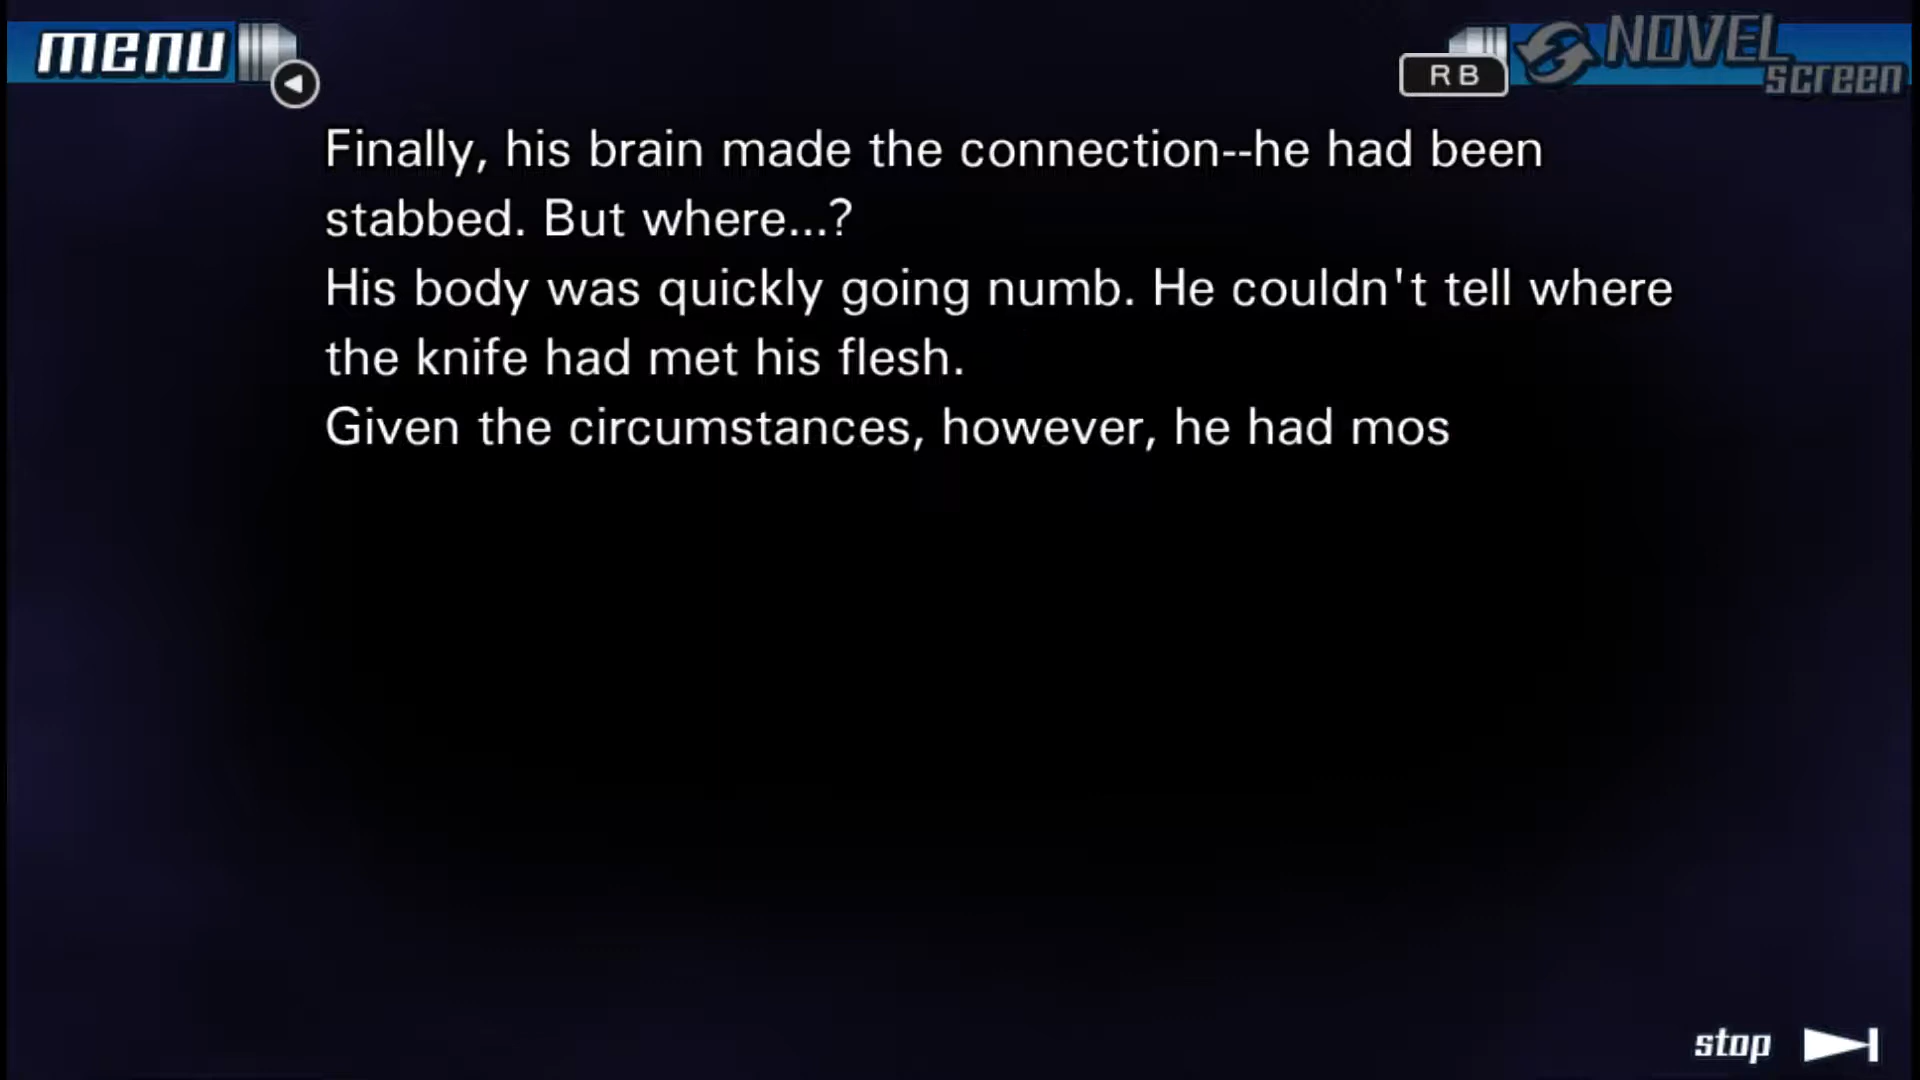 menu
RB
NOVEL
screen
Finally, his brain made the connection--he had been
stabbed. But where...?
His body was quickly going numb. He couldn't tell where
the knife had met his flesh.
Given the circumstances, however, he had mos
stop